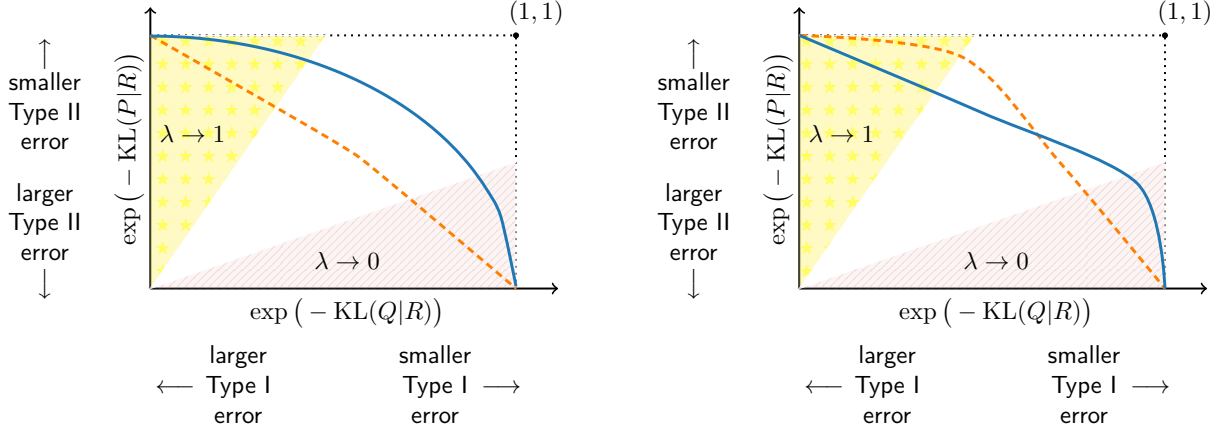 (1, 1)
↑
smaller
Type II
error
larger
Type II
error
↓
exp ( − KL(P|R))
λ → 1
λ → 0
exp ( − KL(Q|R))
larger
←− Type I
error
smaller
Type I −→
error
(1, 1)
↑
smaller
Type II
error
larger
Type II
error
↓
exp ( − KL(P|R))
λ → 1
λ → 0
exp ( − KL(Q|R))
larger
←− Type I
error
smaller
Type I −→
error